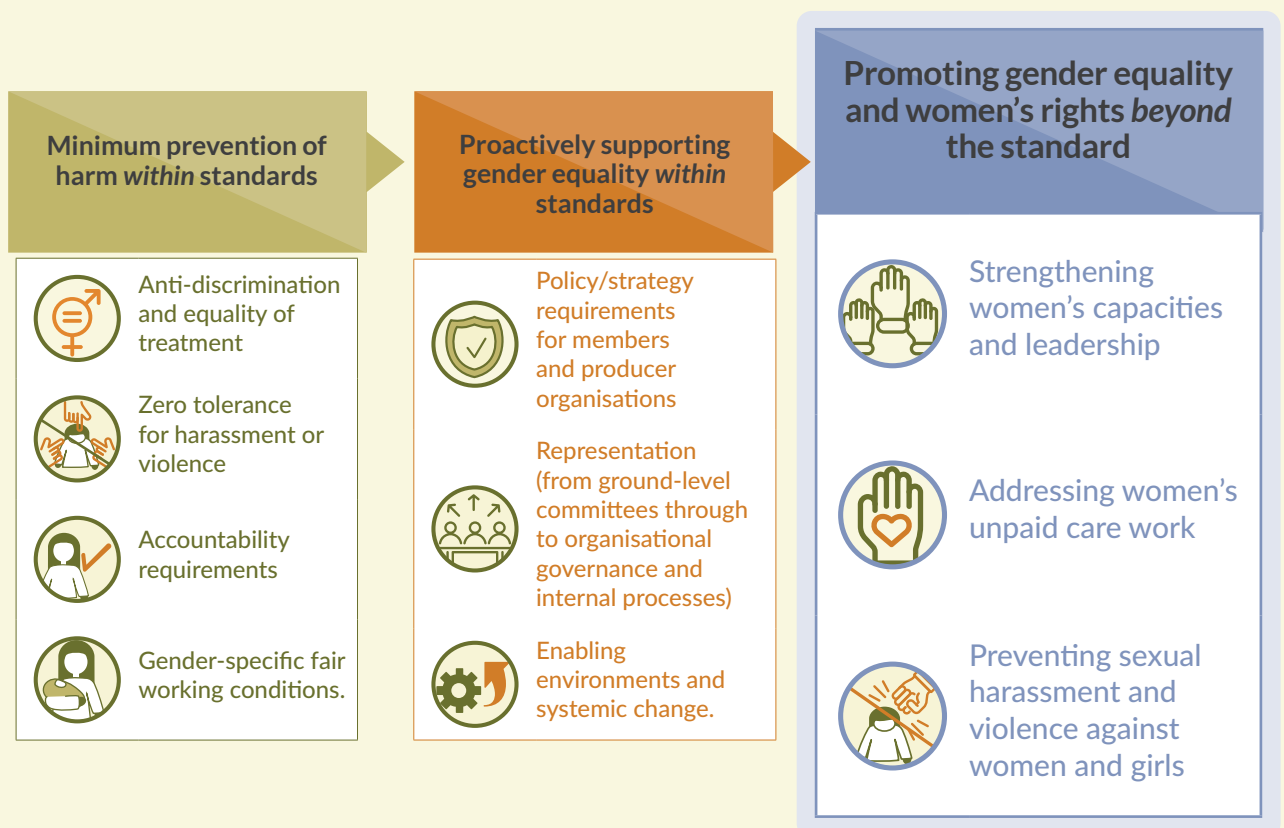 Minimum prevention of
harm within standards
Anti-discrimination
and equality of
treatment
Zero tolerance
for harassment or
violence
Accountability
requirements
Gender-specific fair
working conditions.
Proactively supporting
gender equality within
standards
Policy/strategy
requirements
for members
and producer
organisations
Representation
(from ground-level
committees through
to organisational
governance and
internal processes)
Enabling
environments and
systemic change.
Promoting gender equality
and women's rights beyond
the standard
Strengthening
women's capacities
and leadership
Addressing women's
unpaid care work
Preventing sexual
harassment and
violence against
women and girls